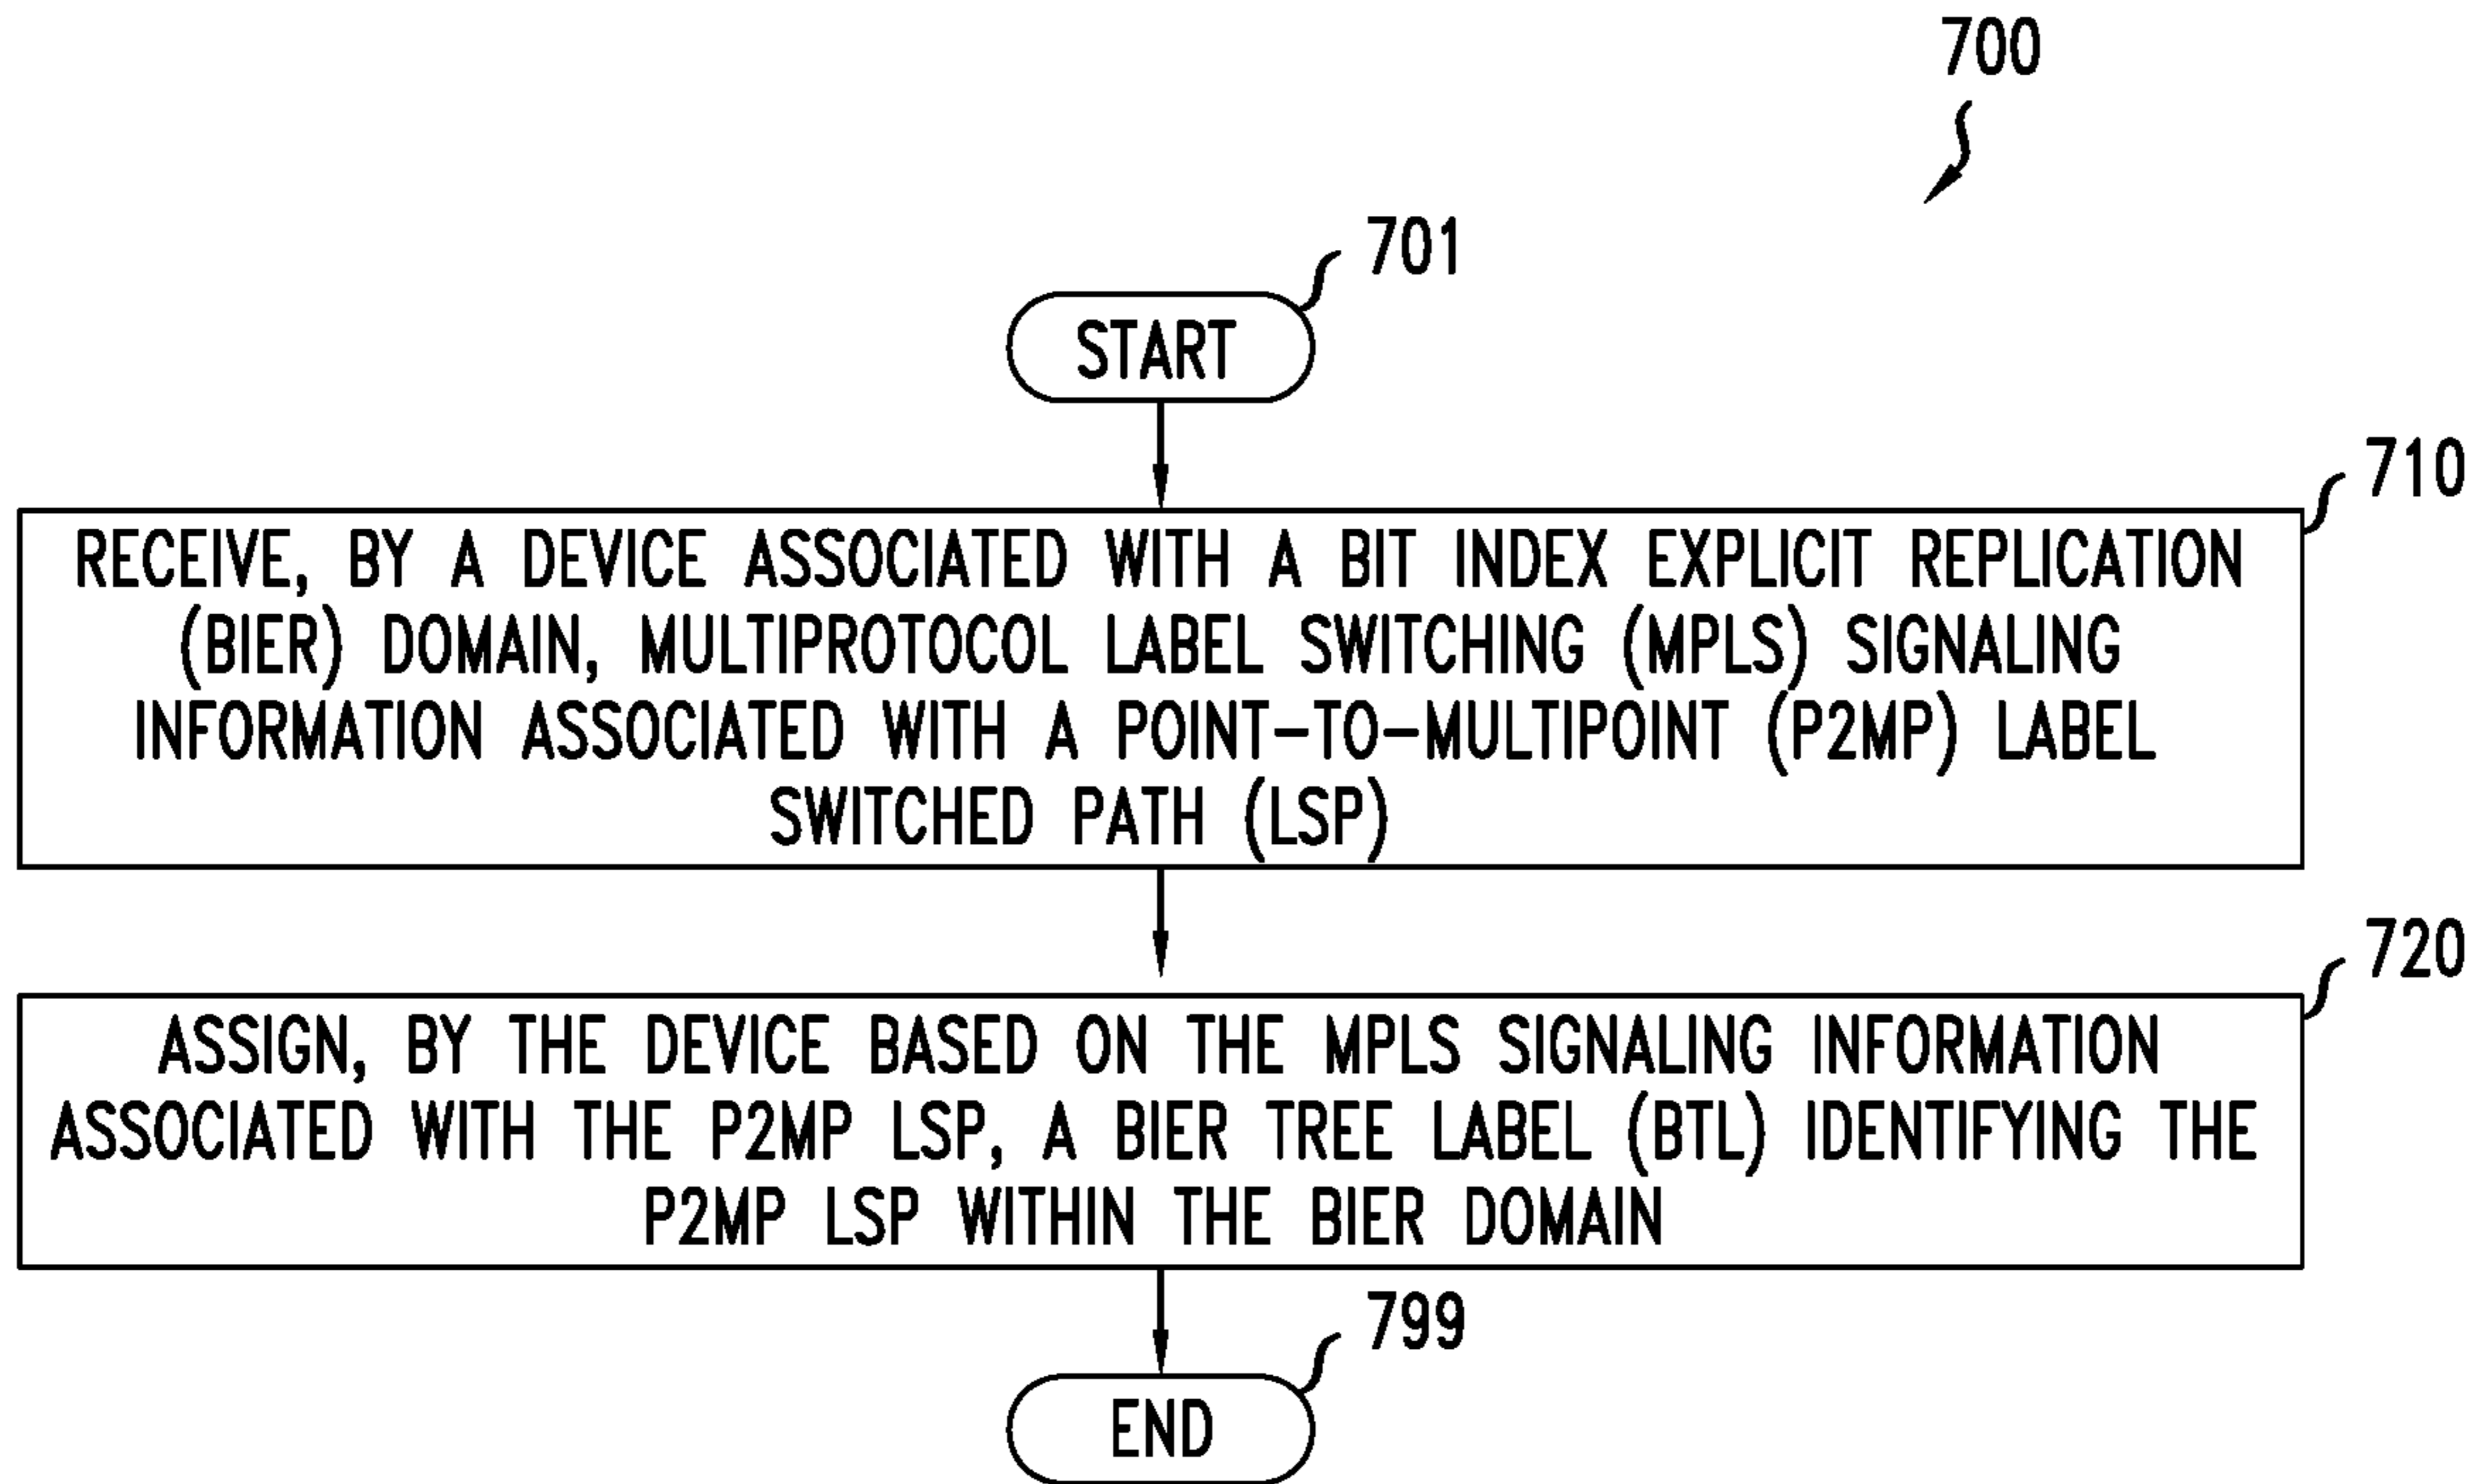 700
701
START
710
RECEIVE, BY A DEVICE ASSOCIATED WITH A BIT INDEX EXPLICIT REPLICATION
(BIER) DOMAIN, MULTIPROTOCOL LABEL SWITCHING (MPLS) SIGNALING
INFORMATION ASSOCIATED WITH A POINT-TO-MULTIPOINT (P2MP) LABEL
SWITCHED PATH (LSP)
720
ASSIGN, BY THE DEVICE BASED ON THE MPLS SIGNALING INFORMATION
ASSOCIATED WITH THE P2MP LSP, A BIER TREE LABEL (BTL) IDENTIFYING THE
P2MP LSP WITHIN THE BIER DOMAIN
799
END